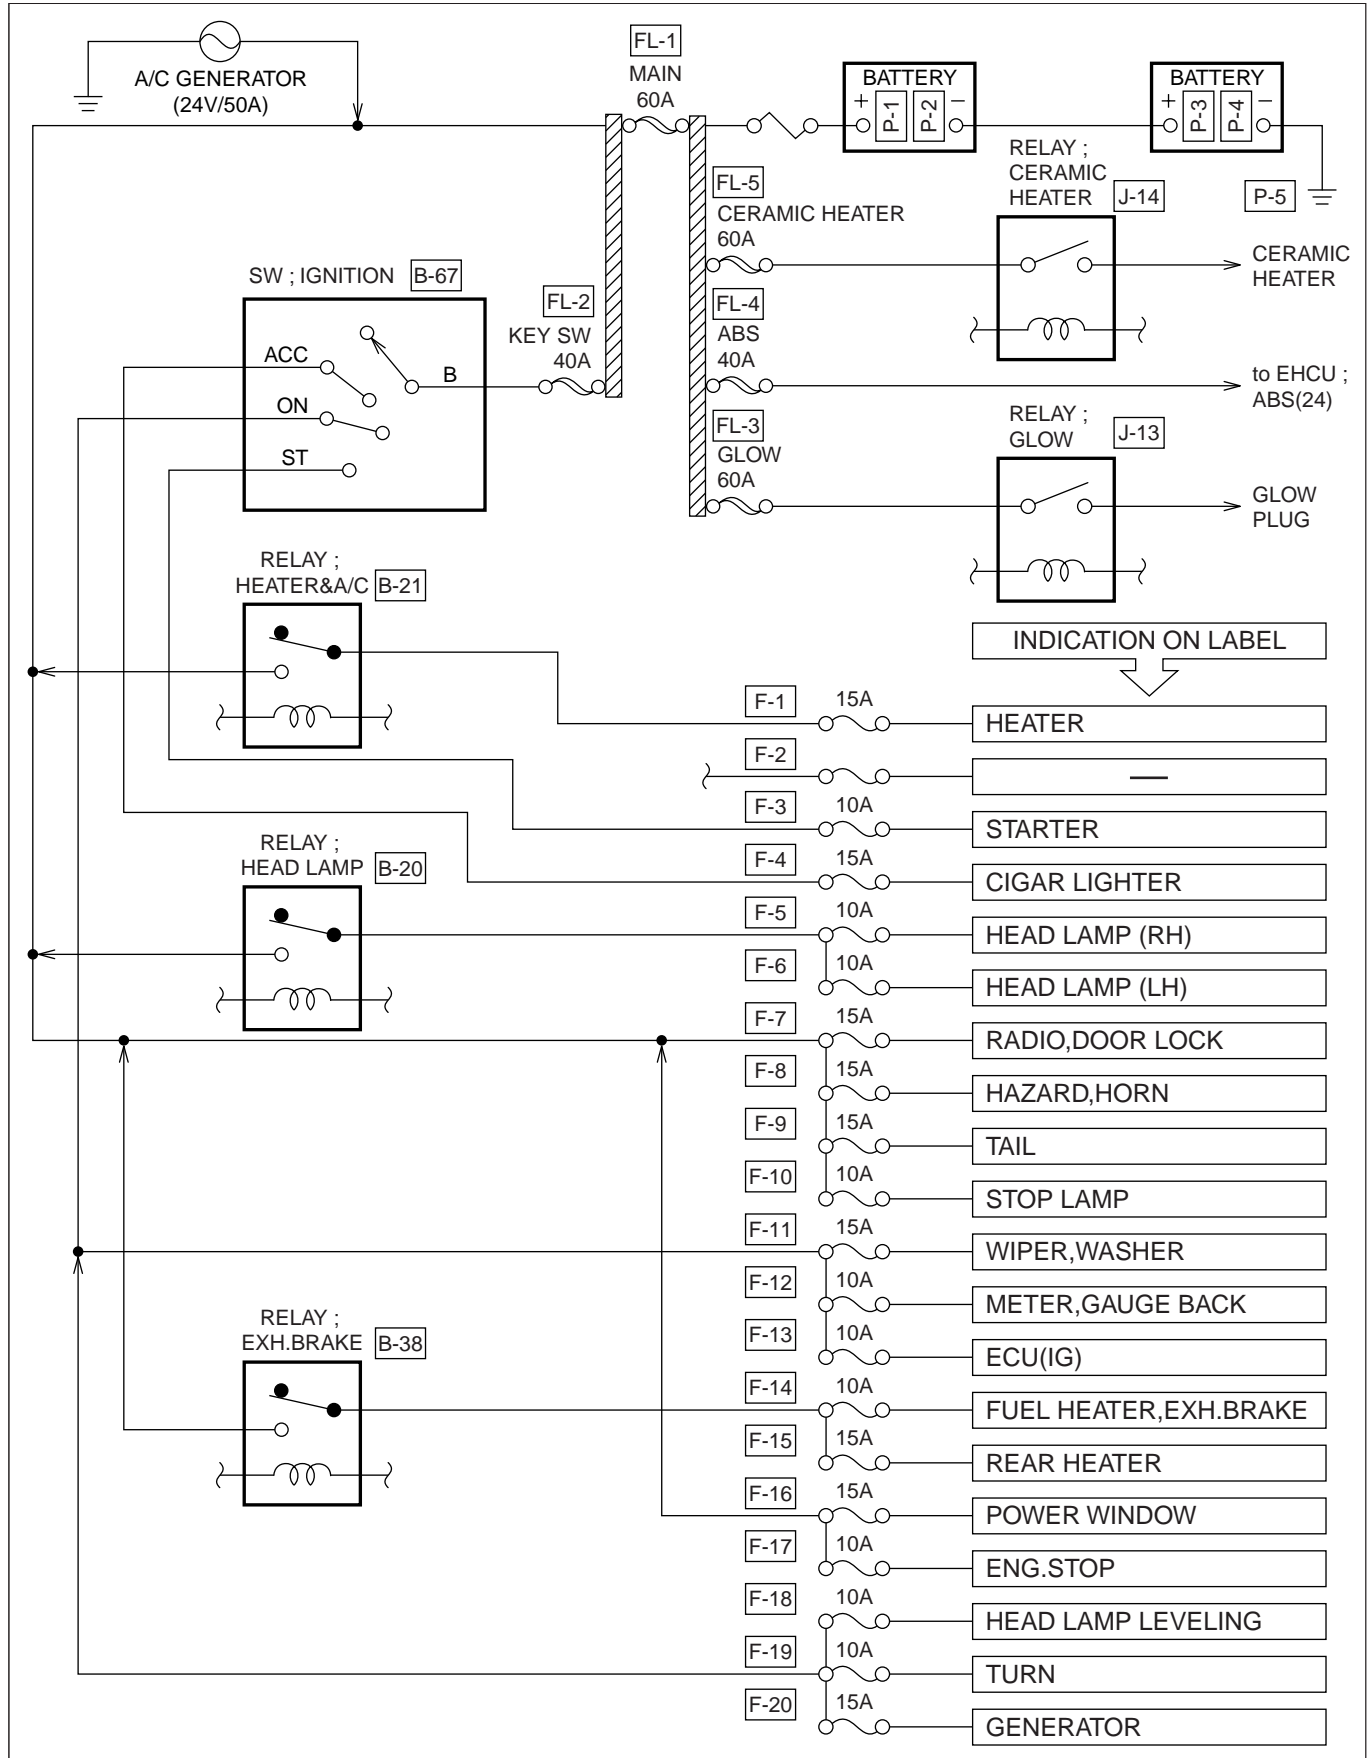 A/C GENERATOR
(24V/50A)
FL-1
MAIN
60A
BATTERY
+ P-1 P-2 −
BATTERY
+ P-3 P-4 −
P-5
FL-5
CERAMIC HEATER
60A
RELAY ;
CERAMIC
HEATER J-14
CERAMIC
HEATER
SW ; IGNITION B-67
ACC
ON
ST
B
FL-2
KEY SW
40A
FL-4
ABS
40A
to EHCU ;
ABS(24)
FL-3
GLOW
60A
RELAY ;
GLOW J-13
GLOW
PLUG
RELAY ;
HEATER&A/C B-21
INDICATION ON LABEL
F-1 15A HEATER
F-2 —
F-3 10A STARTER
RELAY ;
HEAD LAMP B-20
F-4 15A CIGAR LIGHTER
F-5 10A HEAD LAMP (RH)
F-6 10A HEAD LAMP (LH)
F-7 15A RADIO,DOOR LOCK
F-8 15A HAZARD,HORN
F-9 15A TAIL
F-10 10A STOP LAMP
F-11 15A WIPER,WASHER
F-12 10A METER,GAUGE BACK
RELAY ;
EXH.BRAKE B-38
F-13 10A ECU(IG)
F-14 10A FUEL HEATER,EXH.BRAKE
F-15 15A REAR HEATER
F-16 15A POWER WINDOW
F-17 10A ENG.STOP
F-18 10A HEAD LAMP LEVELING
F-19 10A TURN
F-20 15A GENERATOR